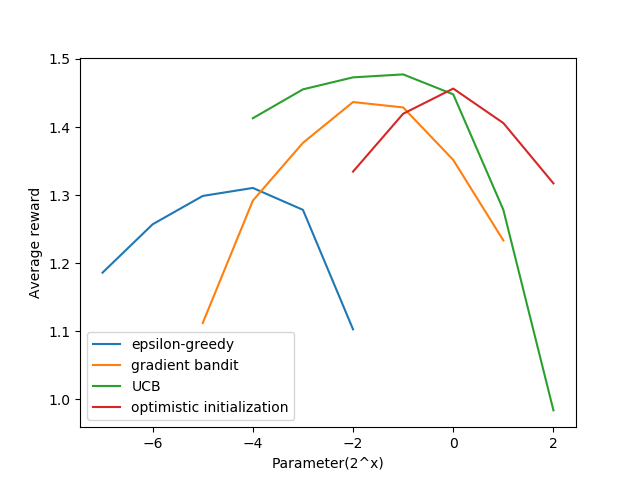 1.5
1.4
1.3
1.2
1.1
1.0
Average reward
epsilon-greedy
gradient bandit
UCB
optimistic initialization
−6 −4 −2 0 2
Parameter(2^x)